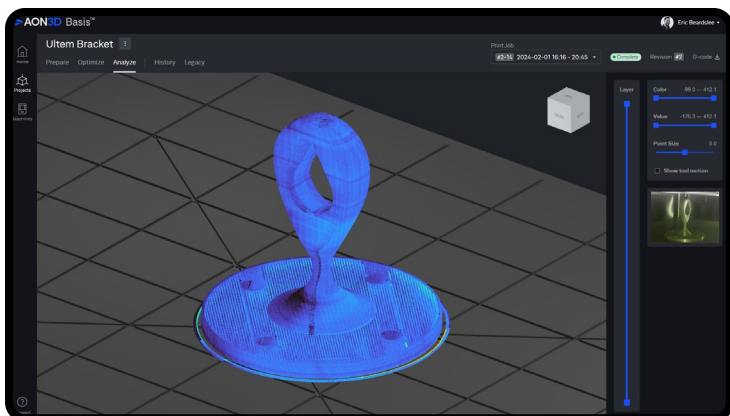 AON3D Basis™
Eric Beardslee
Ultem Bracket
Print Job
#2-14 2024-02-01 16:16 - 20:45
Complete
Revision #2
G-code
Prepare Optimize Analyze History Legacy
Home
Projects
Machines
Layer
Color -99.3 — 412.1
Value -176.3 — 412.1
Point Size 3.0
Show tool motion